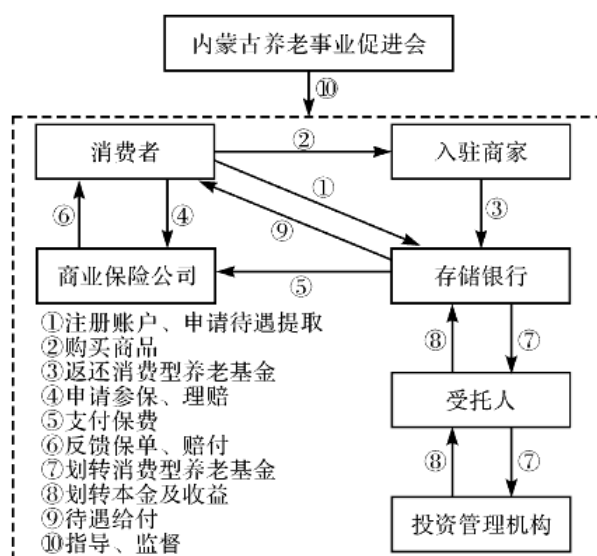 内蒙古养老事业促进会
⑩
消费者
②
入驻商家
①
⑥
④
⑨
③
商业保险公司
⑤
存储银行
①注册账户、申请待遇提取
②购买商品
③返还消费型养老基金
④申请参保、理赔
⑤支付保费
⑥反馈保单、赔付
⑦划转消费型养老基金
⑧划转本金及收益
⑨待遇给付
⑩指导、监督
⑧
⑦
受托人
⑧
⑦
投资管理机构